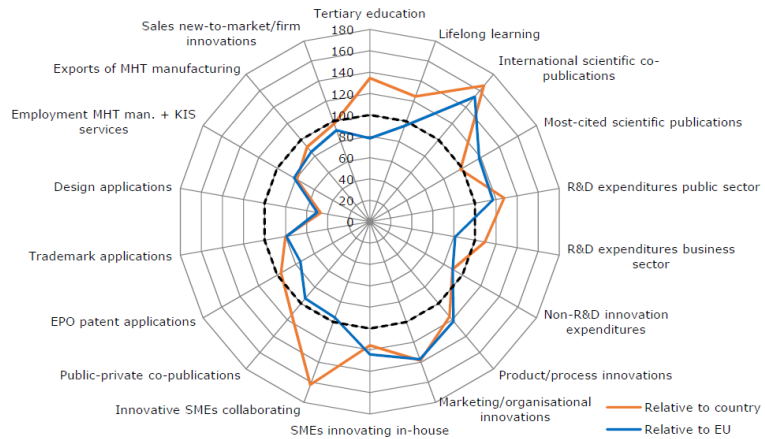 Tertiary education
Sales new-to-market/firm
innovations
Lifelong learning
Exports of MHT manufacturing
International scientific co-
publications
Employment MHT man. + KIS
services
Most-cited scientific publications
Design applications
R&D expenditures public sector
Trademark applications
R&D expenditures business
sector
EPO patent applications
Non-R&D innovation
expenditures
Public-private co-publications
Product/process innovations
Innovative SMEs collaborating
Marketing/organisational
innovations
SMEs innovating in-house
180
160
140
120
100
80
60
40
20
0
Relative to country
Relative to EU